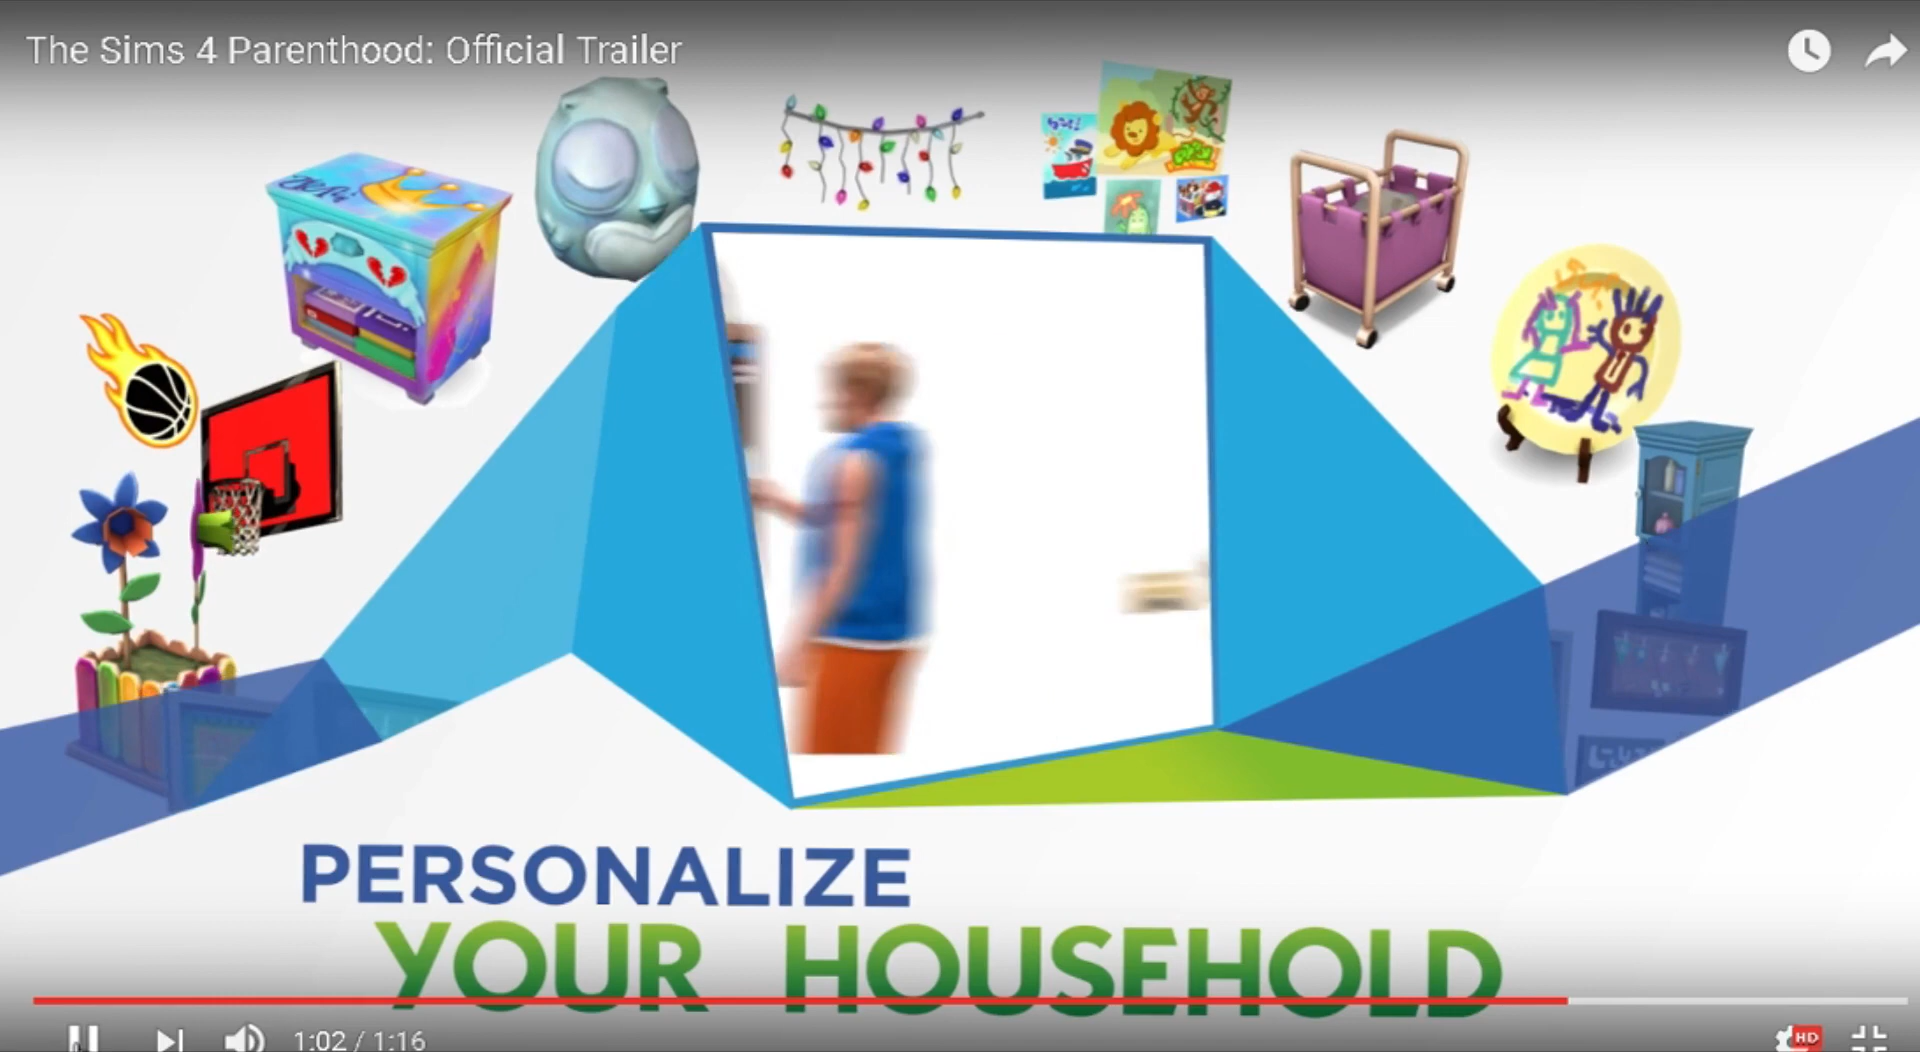 The Sims 4 Parenthood: Official Trailer
PERSONALIZE
YOUR HOUSEHOLD
1:02 / 1:16
HD